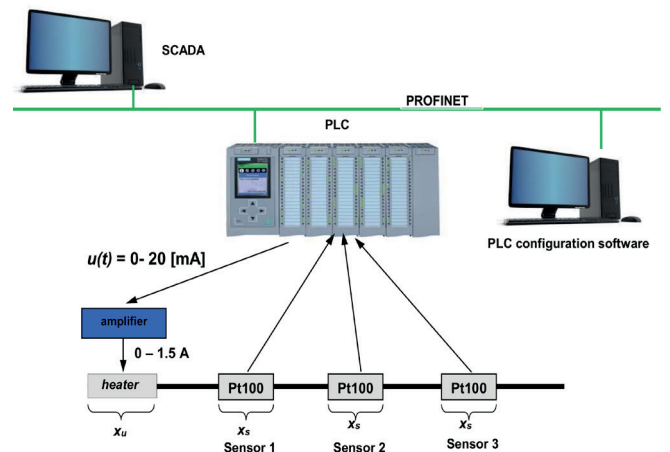 SCADA
PROFINET
PLC
PLC configuration software
u(t) = 0- 20 [mA]
amplifier
0 – 1.5 A
heater
Pt100
Pt100
Pt100
xu
xs
xs
xs
Sensor 1
Sensor 2
Sensor 3